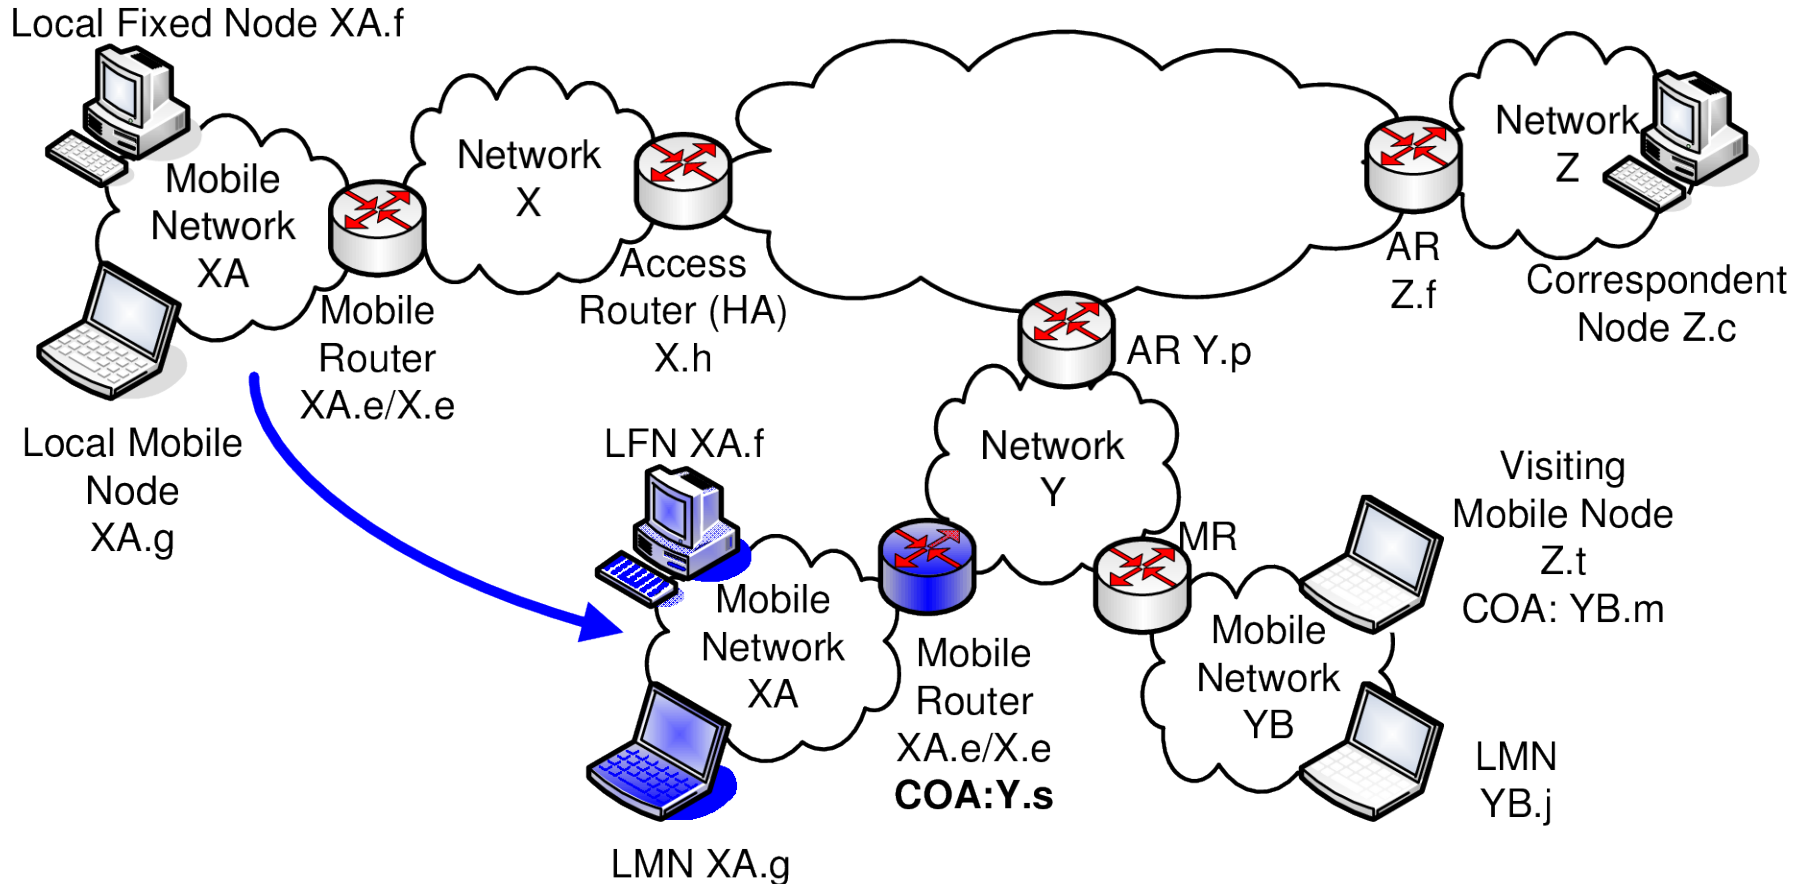 Local Fixed Node XA.f
Mobile
Network
XA
Network
X
Mobile
Router
XA.e/X.e
Access
Router (HA)
X.h
Local Mobile
Node
XA.g
Network
Z
AR
Z.f
Correspondent
Node Z.c
AR Y.p
Network
Y
LFN XA.f
Mobile
Network
XA
Mobile
Router
XA.e/X.e
COA:Y.s
LMN XA.g
MR
Mobile
Network
YB
Visiting
Mobile Node
Z.t
COA: YB.m
LMN
YB.j